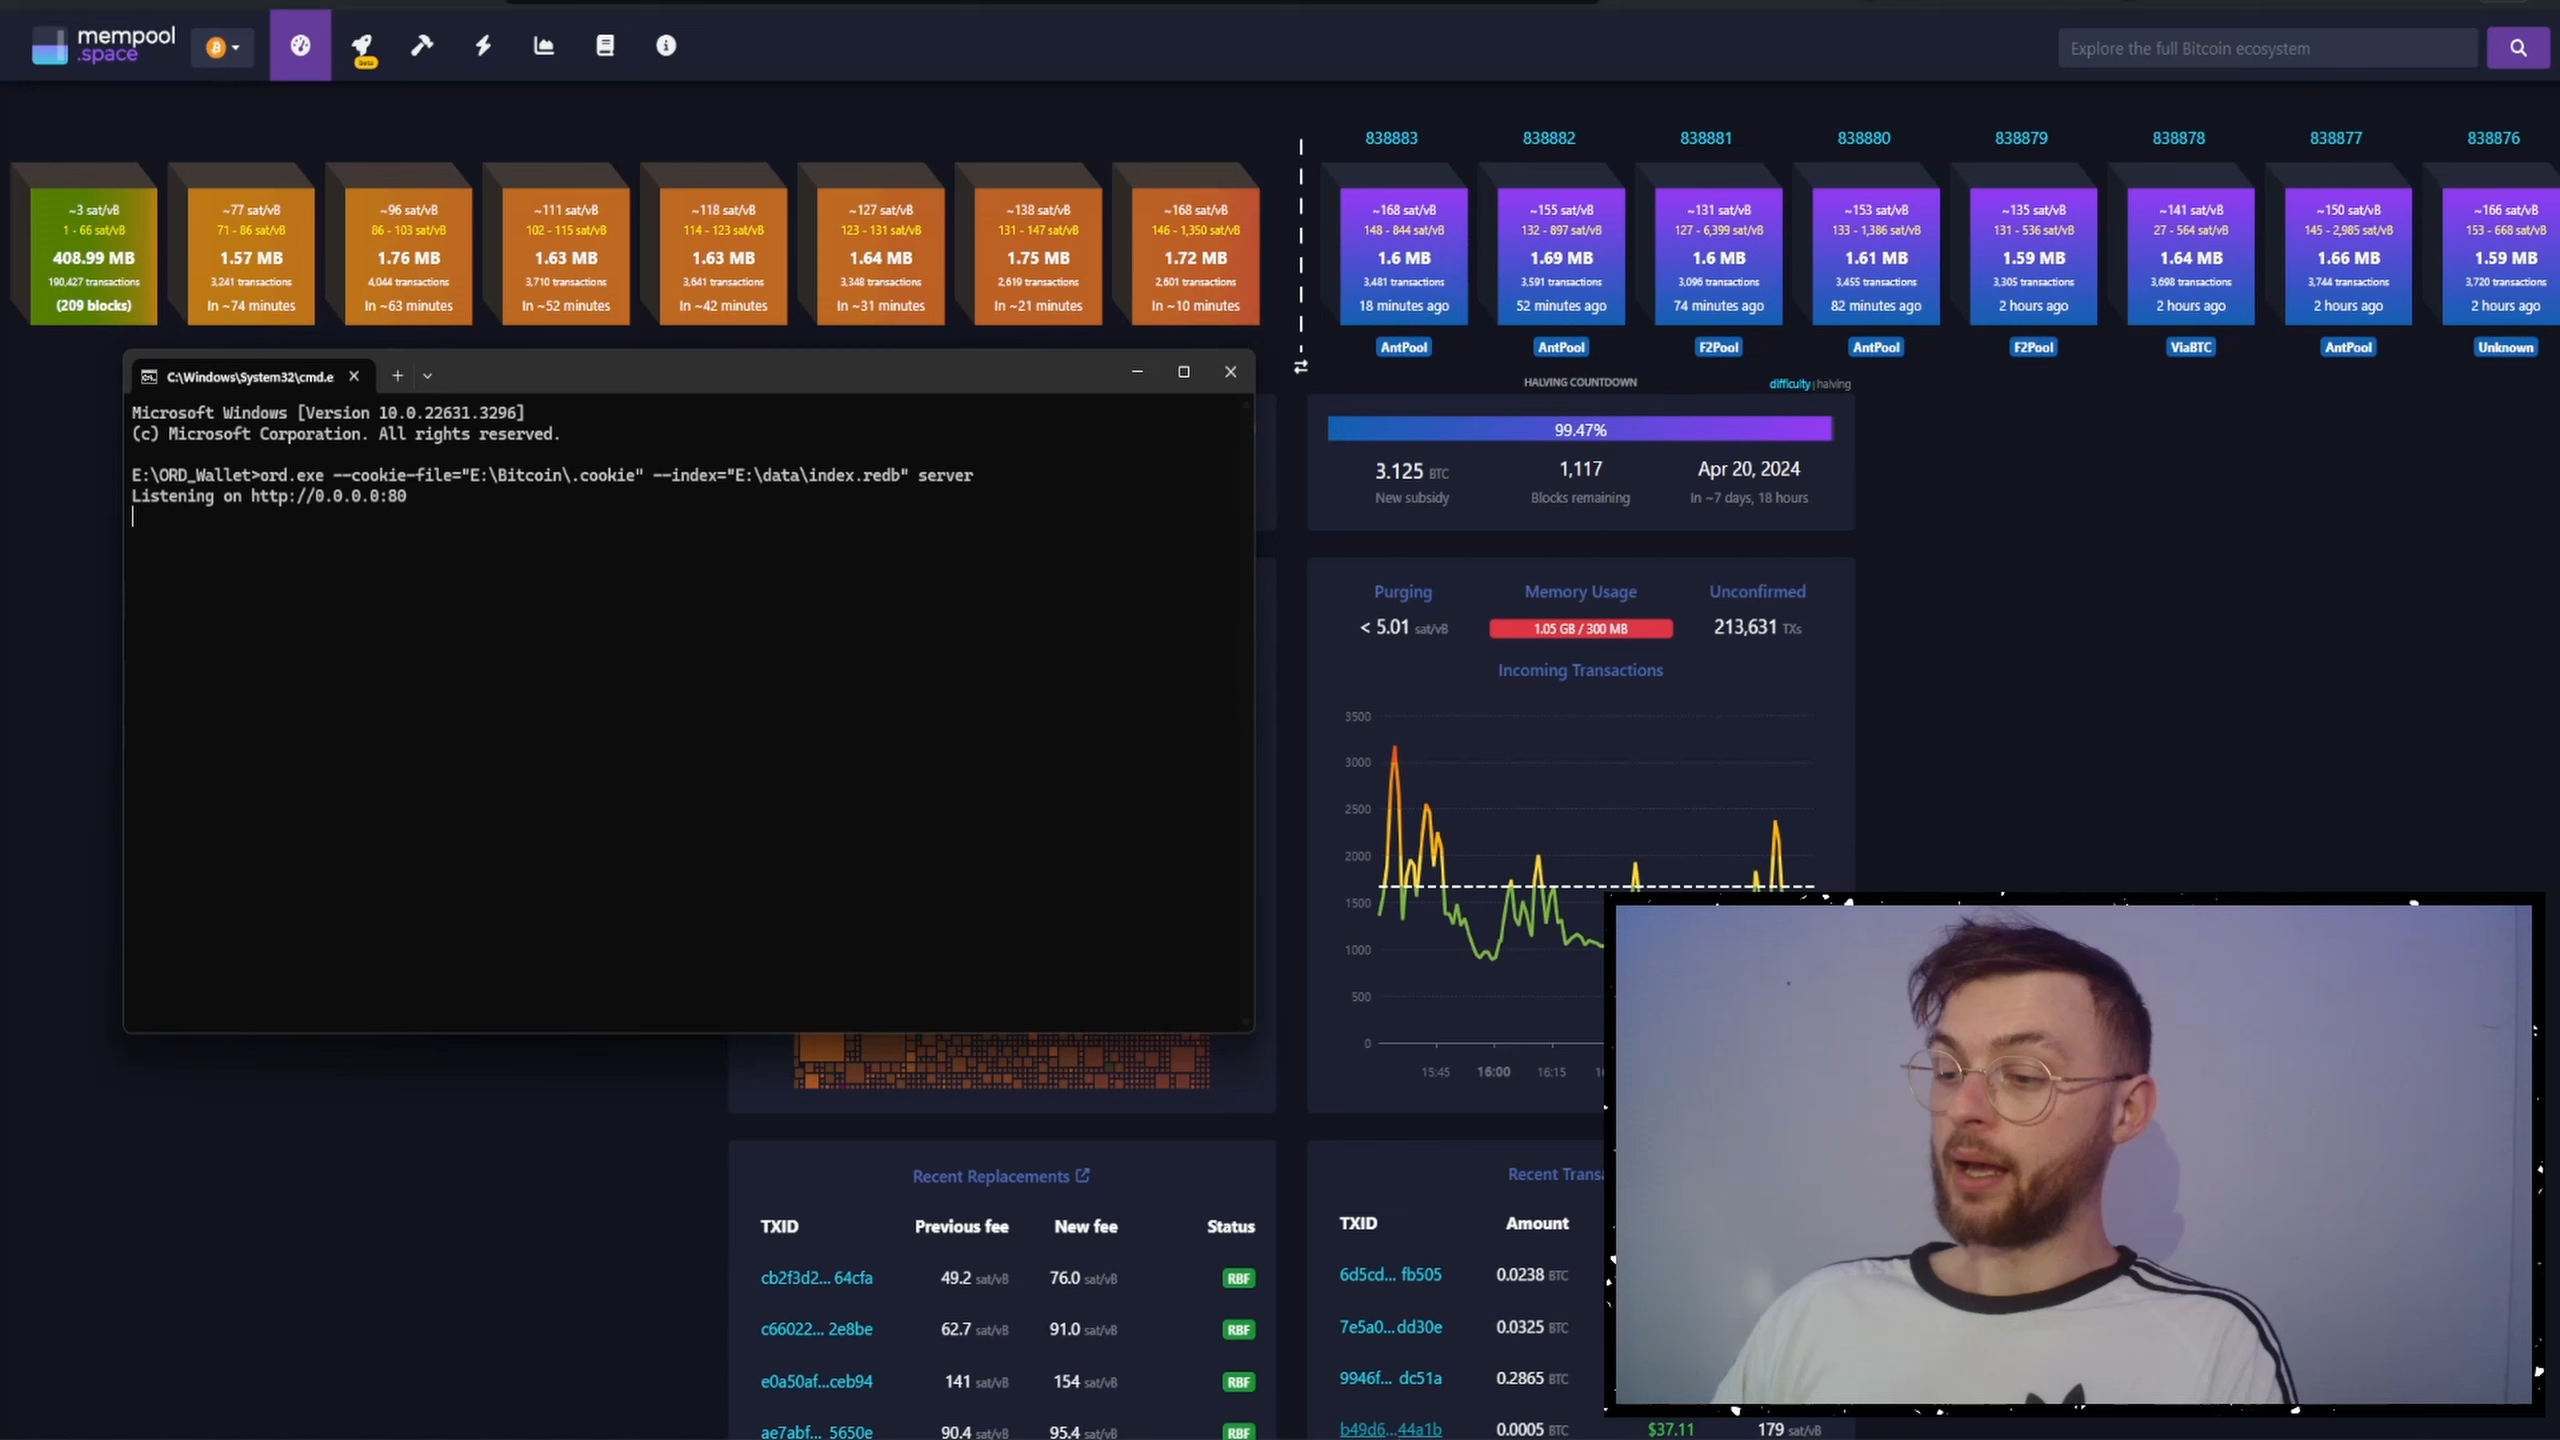 mempool
.space
beta
Explore the full Bitcoin ecosystem
838883 838882 838881 838880 838879 838878 838877 838876
~3 sat/vB ~77 sat/vB ~96 sat/vB ~111 sat/vB ~118 sat/vB ~127 sat/vB ~138 sat/vB ~168 sat/vB ~168 sat/vB ~155 sat/vB ~131 sat/vB ~153 sat/vB ~135 sat/vB ~141 sat/vB ~150 sat/vB ~166 sat/vB
1 - 66 sat/vB 71 - 86 sat/vB 86 - 103 sat/vB 102 - 115 sat/vB 114 - 123 sat/vB 123 - 131 sat/vB 131 - 147 sat/vB 146 - 1,350 sat/vB 148 - 844 sat/vB 132 - 897 sat/vB 127 - 6,399 sat/vB 133 - 1,386 sat/vB 131 - 536 sat/vB 27 - 564 sat/vB 145 - 2,985 sat/vB 153 - 668 sat/vB
408.99 MB 1.57 MB 1.76 MB 1.63 MB 1.63 MB 1.64 MB 1.75 MB 1.72 MB 1.6 MB 1.69 MB 1.6 MB 1.61 MB 1.59 MB 1.64 MB 1.66 MB 1.59 MB
190,427 transactions 3,241 transactions 4,044 transactions 3,710 transactions 3,641 transactions 3,348 transactions 2,619 transactions 2,601 transactions 3,481 transactions 3,591 transactions 3,096 transactions 3,455 transactions 3,305 transactions 3,698 transactions 3,744 transactions 3,720 transactions
(209 blocks) In ~74 minutes In ~63 minutes In ~52 minutes In ~42 minutes In ~31 minutes In ~21 minutes In ~10 minutes 18 minutes ago 52 minutes ago 74 minutes ago 82 minutes ago 2 hours ago 2 hours ago 2 hours ago 2 hours ago
AntPool AntPool F2Pool AntPool F2Pool ViaBTC AntPool Unknown
C:\Windows\System32\cmd.e
Microsoft Windows [Version 10.0.22631.3296]
(c) Microsoft Corporation. All rights reserved.
E:\ORD_Wallet>ord.exe --cookie-file="E:\Bitcoin\.cookie" --index="E:\data\index.redb" server
Listening on http://0.0.0.0:80
HALVING COUNTDOWN difficulty | halving
99.47%
3.125 BTC 1,117 Apr 20, 2024
New subsidy Blocks remaining In ~7 days, 18 hours
Purging Memory Usage Unconfirmed
< 5.01 sat/vB 1.05 GB / 300 MB 213,631 TXs
Incoming Transactions
3500
3000
2500
2000
1500
1000
500
0
15:45 16:00 16:15
Recent Replacements
TXID Previous fee New fee Status
cb2f3d2... 64cfa 49.2 sat/vB 76.0 sat/vB RBF
c66022... 2e8be 62.7 sat/vB 91.0 sat/vB RBF
e0a50af...ceb94 141 sat/vB 154 sat/vB RBF
ae7abf... 5650e 90.4 sat/vB 95.4 sat/vB RBF
Recent Transa
TXID Amount
6d5cd... fb505 0.0238 BTC
7e5a0...dd30e 0.0325 BTC
9946f... dc51a 0.2865 BTC
b49d6...44a1b 0.0005 BTC $37.11 179 sat/vB